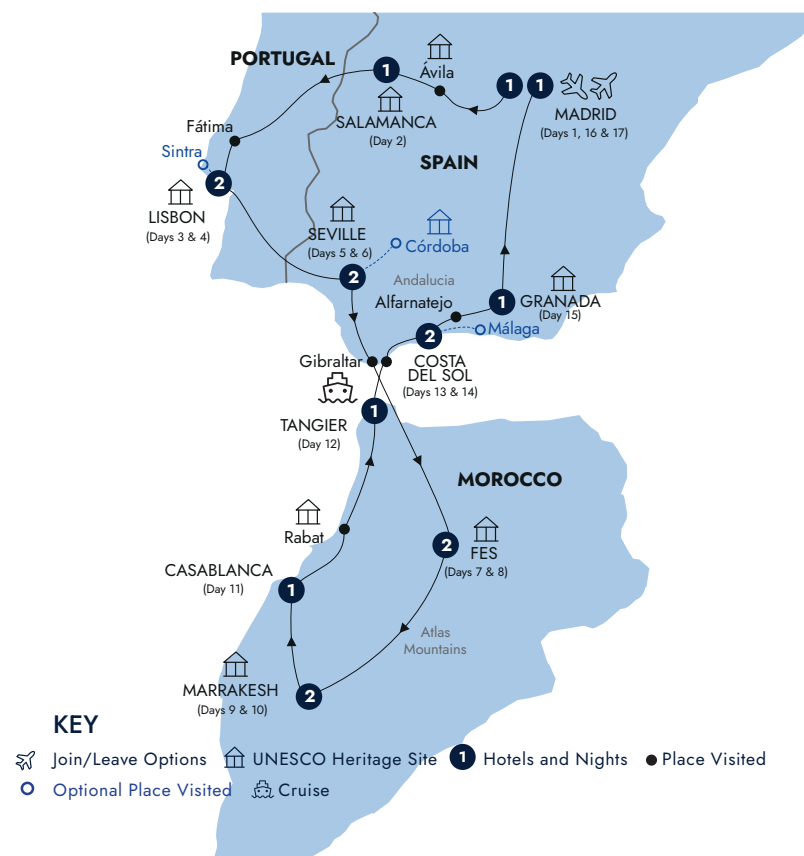 PORTUGAL
Ávila
1
1
1
MADRID
(Days 1, 16 & 17)
SALAMANCA
(Day 2)
Fátima
Sintra
SPAIN
2
LISBON
(Days 3 & 4)
SEVILLE
(Days 5 & 6)
Córdoba
2
Andalucia
Alfarnatejo
1
GRANADA
(Day 15)
Málaga
2
Gibraltar
COSTA
DEL SOL
(Days 13 & 14)
1
TANGIER
(Day 12)
MOROCCO
Rabat
2
FES
(Days 7 & 8)
CASABLANCA
(Day 11)
1
Atlas
Mountains
MARRAKESH
(Days 9 & 10)
2
KEY
Join/Leave Options
UNESCO Heritage Site
1 Hotels and Nights
Place Visited
Optional Place Visited
Cruise